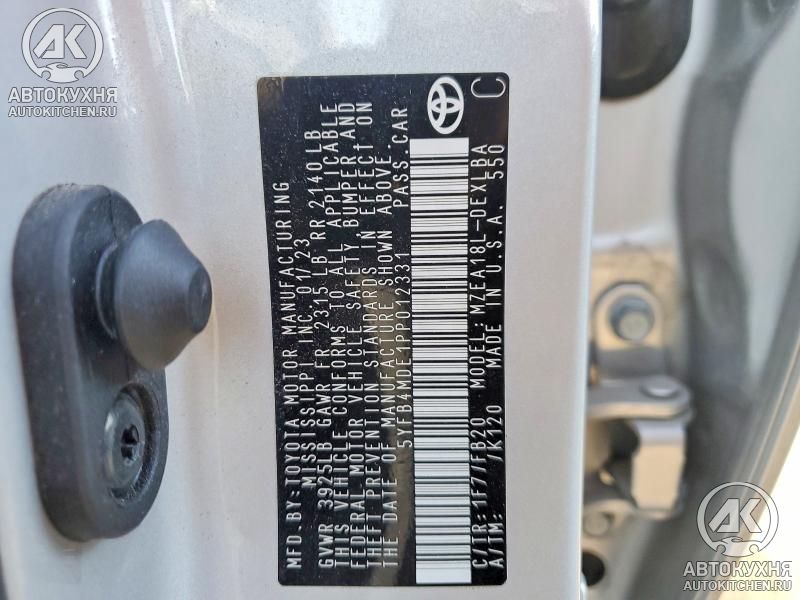 АВТОКУХНЯ
AUTOKITCHEN.RU
MFD. BY: TOYOTA MOTOR MANUFACTURING
MISSISSIPPI INC. 01/23
GVWR 3925LB GAWR FR 2315 LB RR 2140 LB
THIS VEHICLE CONFORMS TO ALL APPLICABLE
FEDERAL MOTOR VEHICLE SAFETY, BUMPER AND
THEFT PREVENTION STANDARDS IN EFFECT ON
THE DATE OF MANUFACTURE SHOWN ABOVE.
5YFB4MDE1PP012331 PASS. CAR
C/TR: 1F7/FB20 MODEL: MZEA18L-DEXLBA
A/TM: /K120 MADE IN U.S.A. 550
C
АВТОКУХНЯ
AUTOKITCHEN.RU